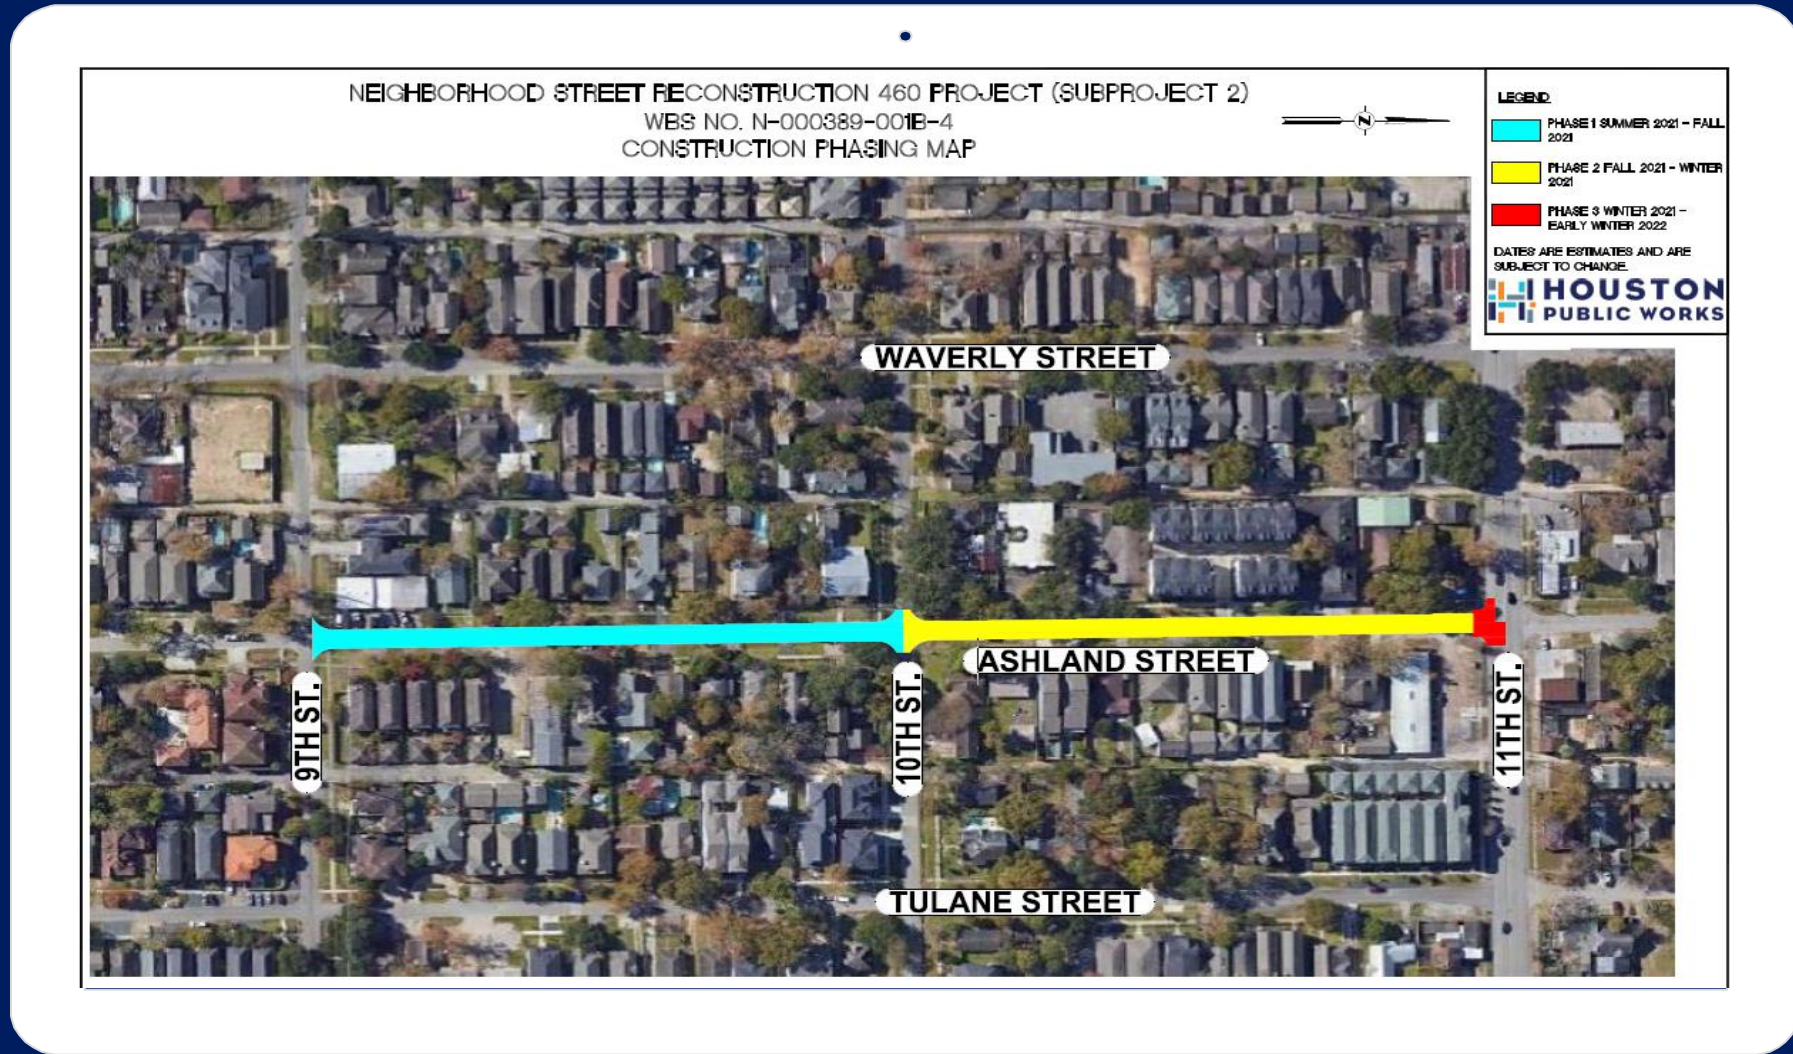 NEIGHBORHOOD STREET RECONSTRUCTION 460 PROJECT (SUBPROJECT 2)
WBS NO. N-000389-001B-4
CONSTRUCTION PHASING MAP
N
LEGEND
PHASE 1 SUMMER 2021 - FALL
2021
PHASE 2 FALL 2021 - WINTER
2021
PHASE 3 WINTER 2021 -
EARLY WINTER 2022
DATES ARE ESTIMATES AND ARE
SUBJECT TO CHANGE.
HOUSTON
PUBLIC WORKS
WAVERLY STREET
ASHLAND STREET
9TH ST.
10TH ST.
11TH ST.
TULANE STREET